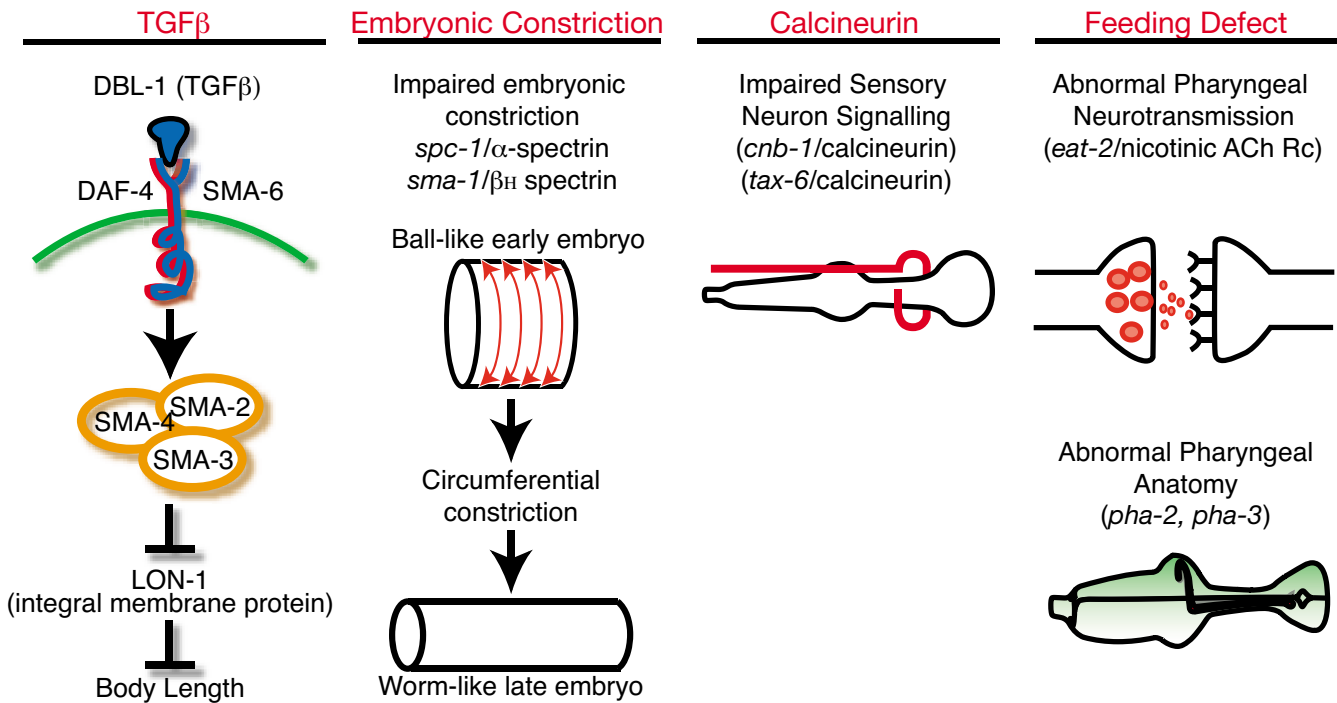 TGFβ
DBL-1 (TGFβ)
DAF-4
SMA-6
SMA-2
SMA-4
SMA-3
LON-1
(integral membrane protein)
Body Length
Embryonic Constriction
Impaired embryonic
constriction
spc-1/α-spectrin
sma-1/βH spectrin
Ball-like early embryo
Circumferential
constriction
Worm-like late embryo
Calcineurin
Impaired Sensory
Neuron Signalling
(cnb-1/calcineurin)
(tax-6/calcineurin)
Feeding Defect
Abnormal Pharyngeal
Neurotransmission
(eat-2/nicotinic ACh Rc)
Abnormal Pharyngeal
Anatomy
(pha-2, pha-3)